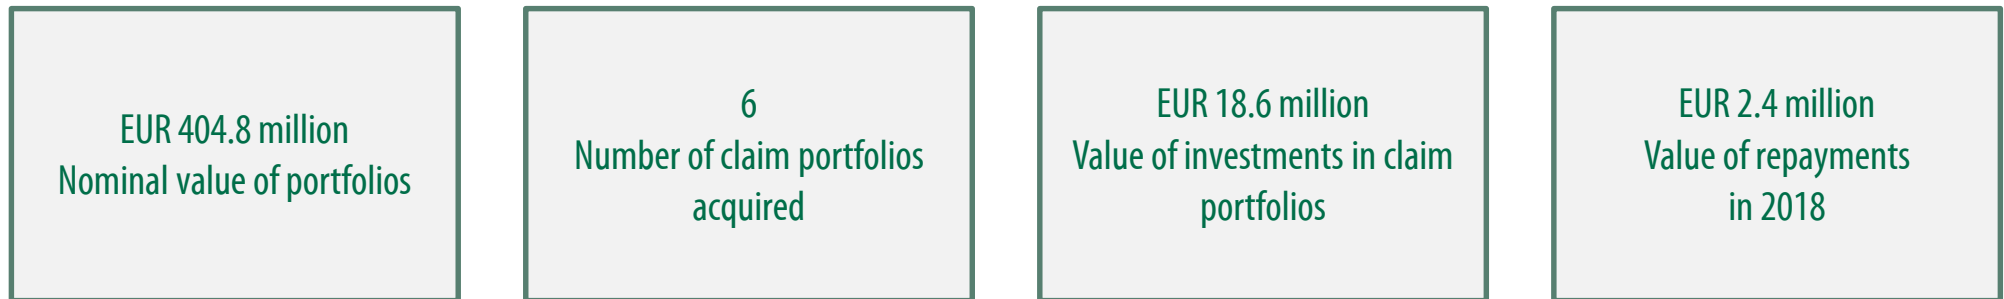 EUR 404.8 million
Nominal value of portfolios
6
Number of claim portfolios
acquired
EUR 18.6 million
Value of investments in claim
portfolios
EUR 2.4 million
Value of repayments
in 2018